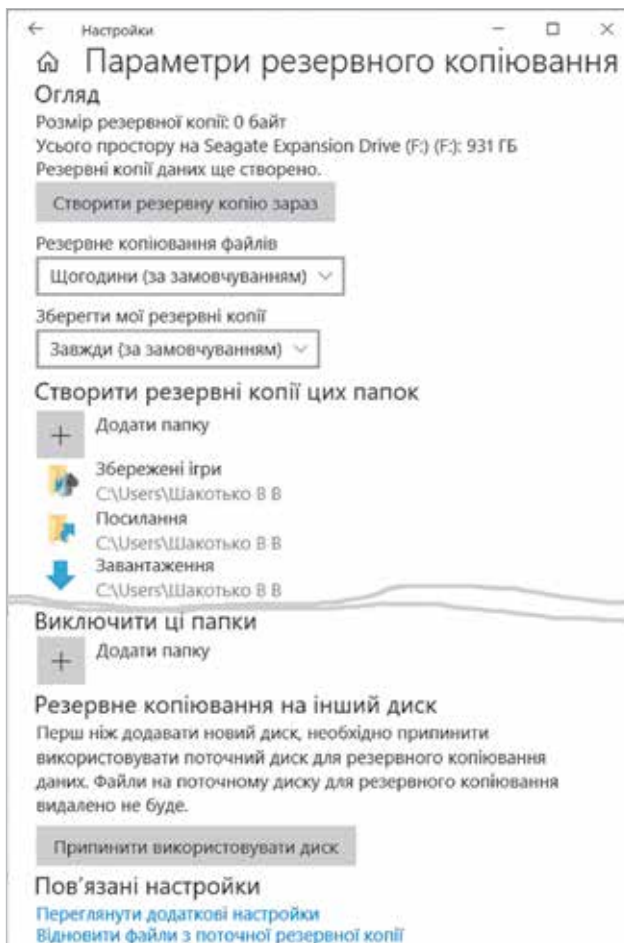 Настройки
Параметри резервного копіювання
Огляд
Розмір резервної копії: 0 байт
Усього простору на Seagate Expansion Drive (F:) (F:): 931 ГБ
Резервні копії даних ще створено.
Створити резервну копію зараз
Резервне копіювання файлів
Щогодини (за замовчуванням)
Зберегти мої резервні копії
Завжди (за замовчуванням)
Створити резервні копії цих папок
Додати папку
Збережені ігри
C:\Users\Шакотько В В
Посилання
C:\Users\Шакотько В В
Завантаження
C:\Users\Шакотько В В
Виключити ці папки
Додати папку
Резервне копіювання на інший диск
Перш ніж додавати новий диск, необхідно припинити
використовувати поточний диск для резервного копіювання
даних. Файли на поточному диску для резервного копіювання
видалено не буде.
Припинити використовувати диск
Пов’язані настройки
Переглянути додаткові настройки
Відновити файли з поточної резервної копії